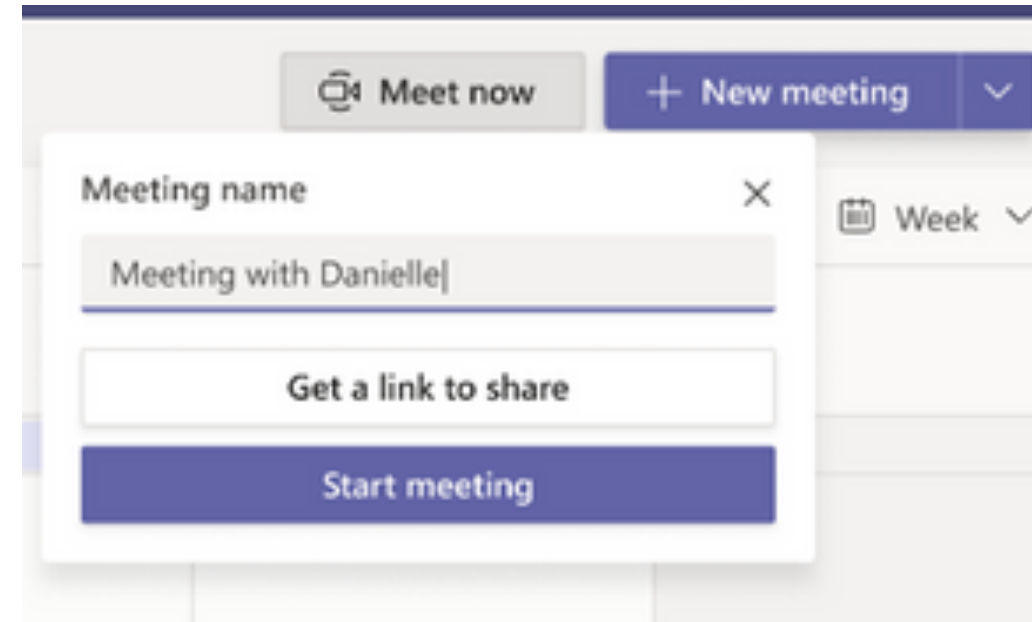 Meet now
New meeting
Meeting name
Week
Meeting with Danielle
Get a link to share
Start meeting